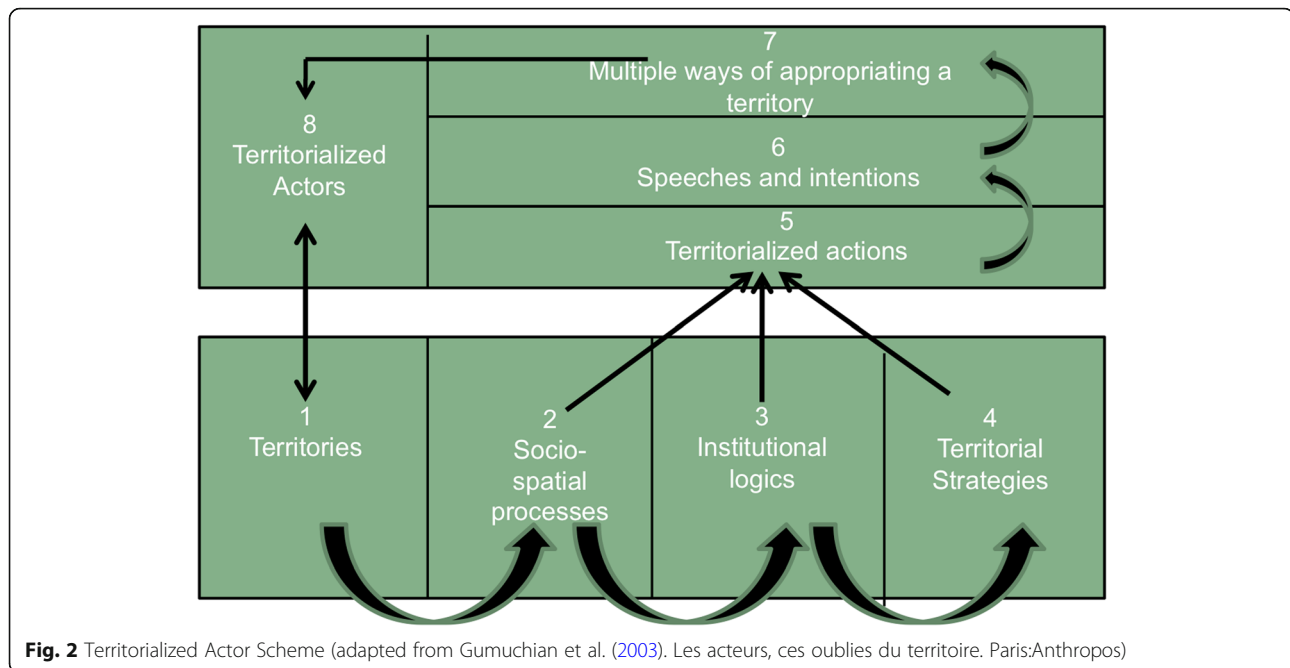 7
Multiple ways of appropriating a
territory
8
Territorialized
Actors
6
Speeches and intentions
5
Territorialized actions
1
Territories
2
Socio-
spatial
processes
3
Institutional
logics
4
Territorial
Strategies
Fig. 2 Territorialized Actor Scheme (adapted from Gumuchian et al. (2003). Les acteurs, ces oublies du territoire. Paris:Anthropos)